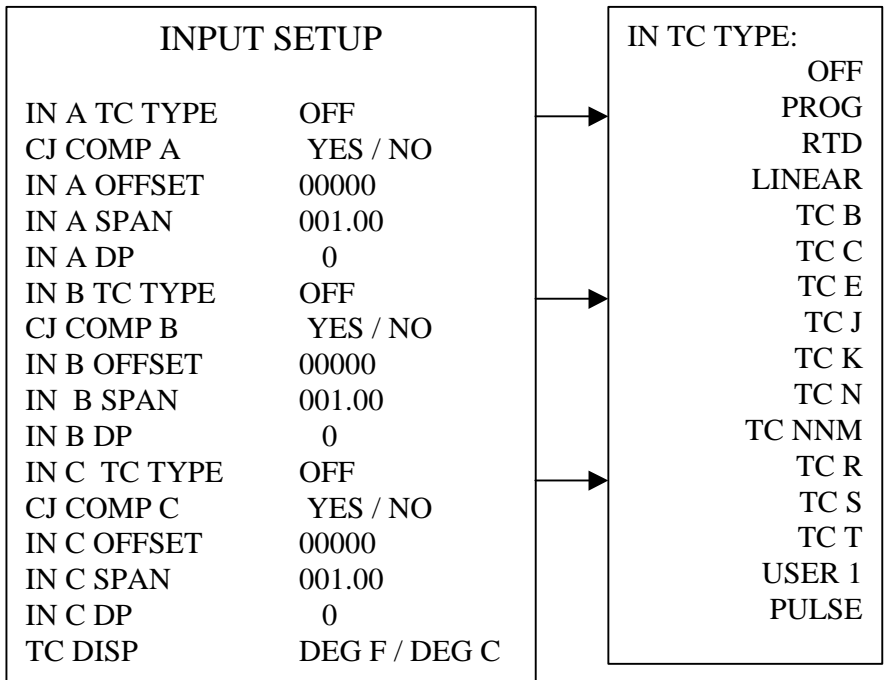 INPUT SETUP
IN A TC TYPE OFF
CJ COMP A YES / NO
IN A OFFSET 00000
IN A SPAN 001.00
IN A DP 0
IN B TC TYPE OFF
CJ COMP B YES / NO
IN B OFFSET 00000
IN B SPAN 001.00
IN B DP 0
IN C TC TYPE OFF
CJ COMP C YES / NO
IN C OFFSET 00000
IN C SPAN 001.00
IN C DP 0
TC DISP DEG F / DEG C
IN TC TYPE:
OFF
PROG
RTD
LINEAR
TC B
TC C
TC E
TC J
TC K
TC N
TC NNM
TC R
TC S
TC T
USER 1
PULSE